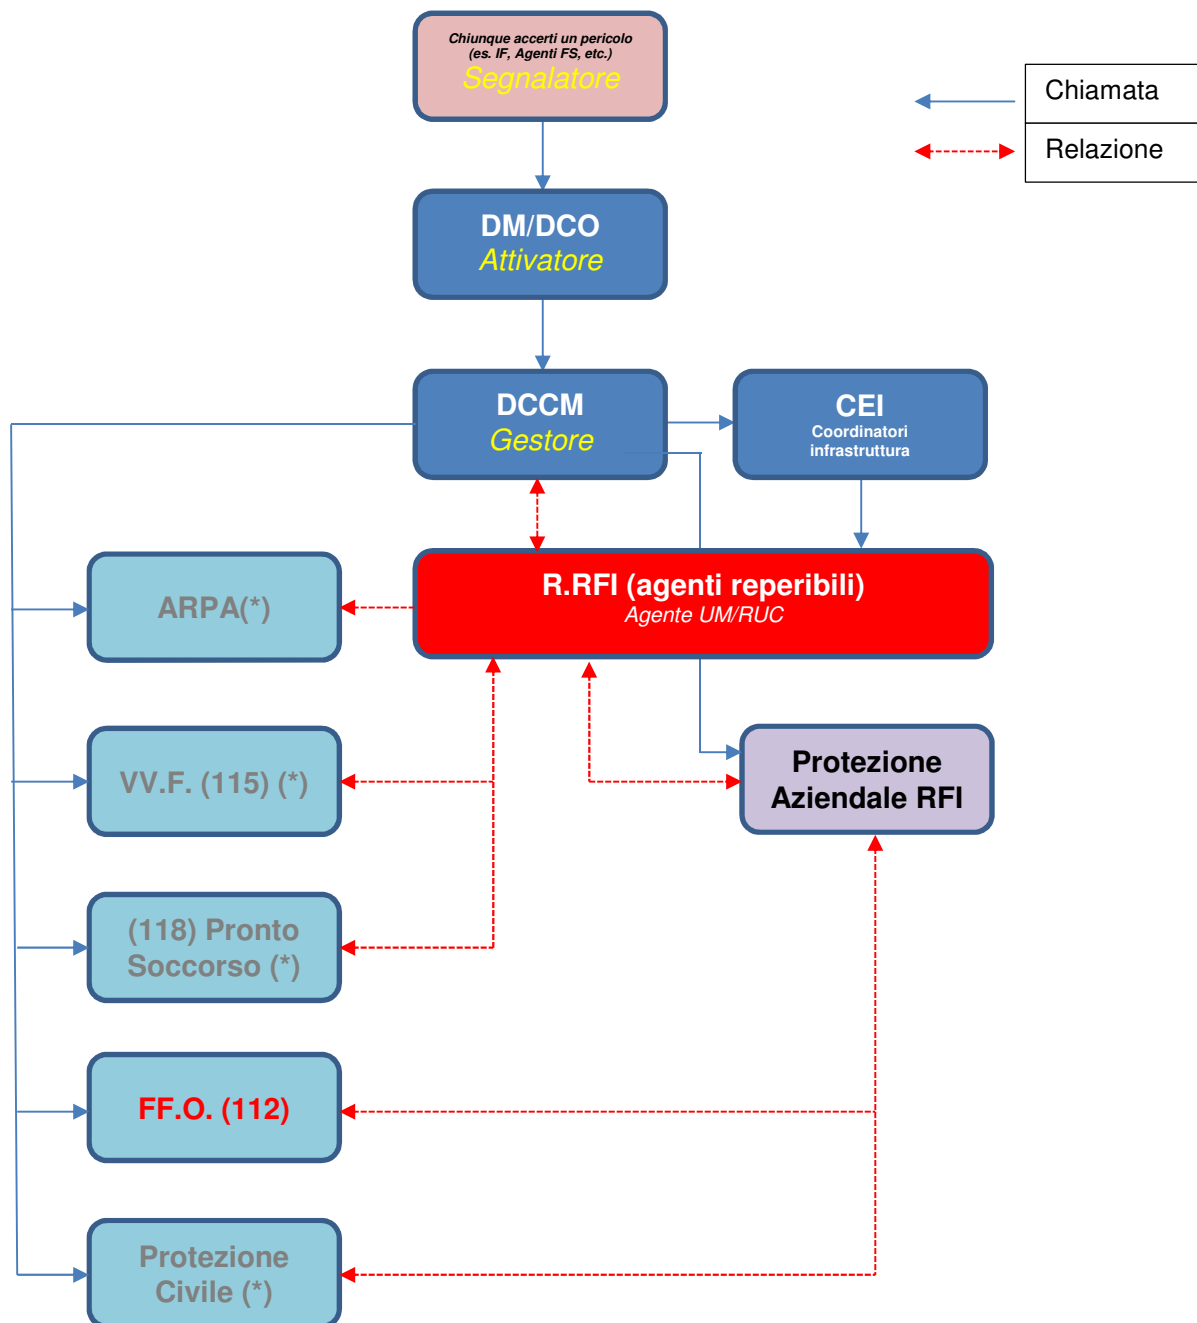 Chiunque accerti un pericolo
(es. IF, Agenti FS, etc.)
Segnalatore
Chiamata
Relazione
DM/DCO
Attivatore
DCCM
Gestore
CEI
Coordinatori
infrastruttura
R.RFI (agenti reperibili)
Agente UM/RUC
ARPA(*)
VV.F. (115) (*)
Protezione
Aziendale RFI
(118) Pronto
Soccorso (*)
FF.O. (112)
Protezione
Civile (*)